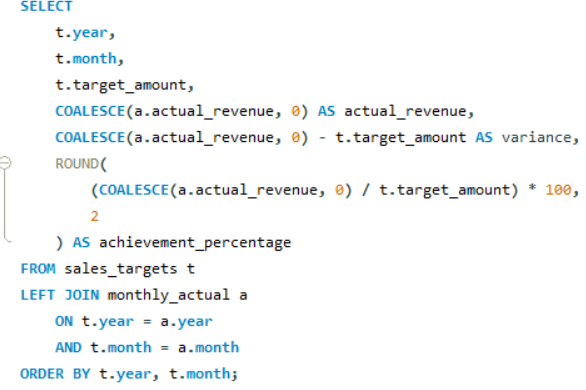 SELECT
    t.year,
    t.month,
    t.target_amount,
    COALESCE(a.actual_revenue, 0) AS actual_revenue,
    COALESCE(a.actual_revenue, 0) - t.target_amount AS variance,
    ROUND(
        (COALESCE(a.actual_revenue, 0) / t.target_amount) * 100,
        2
    ) AS achievement_percentage
FROM sales_targets t
LEFT JOIN monthly_actual a
    ON t.year = a.year
    AND t.month = a.month
ORDER BY t.year, t.month;